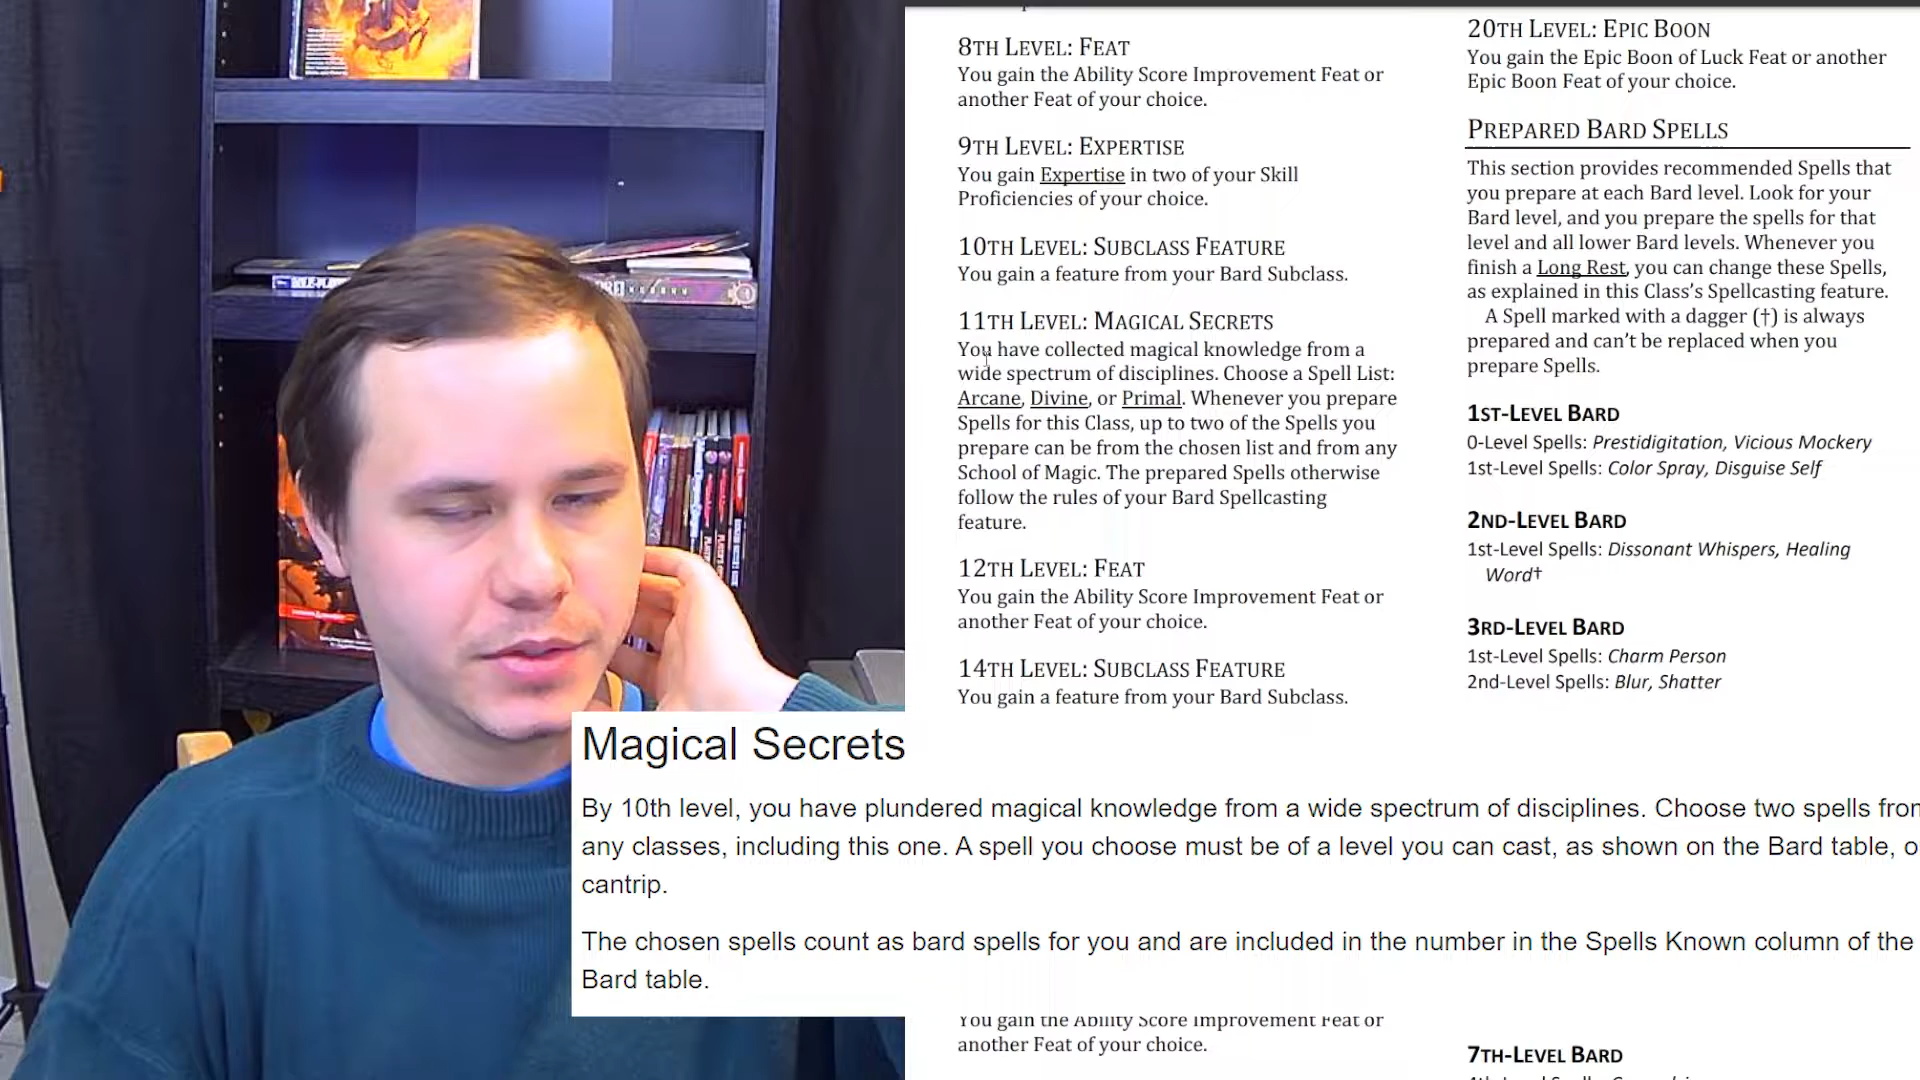 8TH LEVEL: FEAT
You gain the Ability Score Improvement Feat or
another Feat of your choice.
9TH LEVEL: EXPERTISE
You gain Expertise in two of your Skill
Proficiencies of your choice.
10TH LEVEL: SUBCLASS FEATURE
You gain a feature from your Bard Subclass.
11TH LEVEL: MAGICAL SECRETS
You have collected magical knowledge from a
wide spectrum of disciplines. Choose a Spell List:
Arcane, Divine, or Primal. Whenever you prepare
Spells for this Class, up to two of the Spells you
prepare can be from the chosen list and from any
School of Magic. The prepared Spells otherwise
follow the rules of your Bard Spellcasting
feature.
12TH LEVEL: FEAT
You gain the Ability Score Improvement Feat or
another Feat of your choice.
14TH LEVEL: SUBCLASS FEATURE
You gain a feature from your Bard Subclass.
20TH LEVEL: EPIC BOON
You gain the Epic Boon of Luck Feat or another
Epic Boon Feat of your choice.
PREPARED BARD SPELLS
This section provides recommended Spells that
you prepare at each Bard level. Look for your
Bard level, and you prepare the spells for that
level and all lower Bard levels. Whenever you
finish a Long Rest, you can change these Spells,
as explained in this Class's Spellcasting feature.
A Spell marked with a dagger (†) is always
prepared and can't be replaced when you
prepare Spells.
1ST-LEVEL BARD
0-Level Spells: Prestidigitation, Vicious Mockery
1st-Level Spells: Color Spray, Disguise Self
2ND-LEVEL BARD
1st-Level Spells: Dissonant Whispers, Healing
Word†
3RD-LEVEL BARD
1st-Level Spells: Charm Person
2nd-Level Spells: Blur, Shatter
Magical Secrets
By 10th level, you have plundered magical knowledge from a wide spectrum of disciplines. Choose two spells from
any classes, including this one. A spell you choose must be of a level you can cast, as shown on the Bard table, o
cantrip.
The chosen spells count as bard spells for you and are included in the number in the Spells Known column of the
Bard table.
You gain the Ability Score Improvement Feat or
another Feat of your choice.
7TH-LEVEL BARD